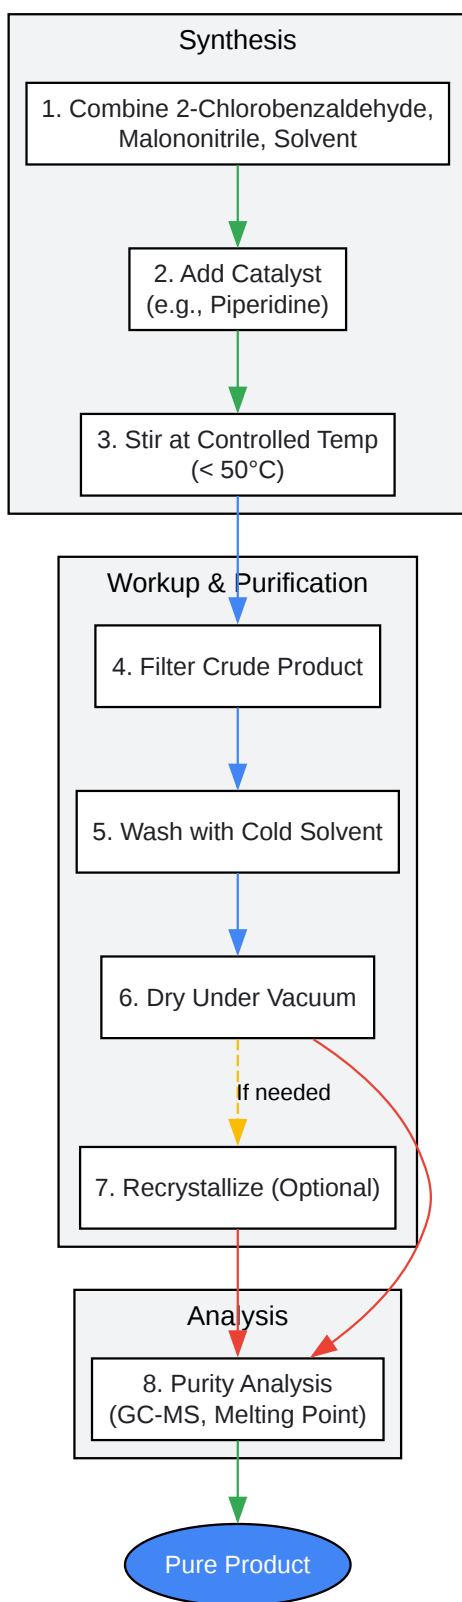 Synthesis
1. Combine 2-Chlorobenzaldehyde,
Malononitrile, Solvent
2. Add Catalyst
(e.g., Piperidine)
3. Stir at Controlled Temp
(< 50°C)
Workup & Purification
4. Filter Crude Product
5. Wash with Cold Solvent
6. Dry Under Vacuum
If needed
7. Recrystallize (Optional)
Analysis
8. Purity Analysis
(GC-MS, Melting Point)
Pure Product